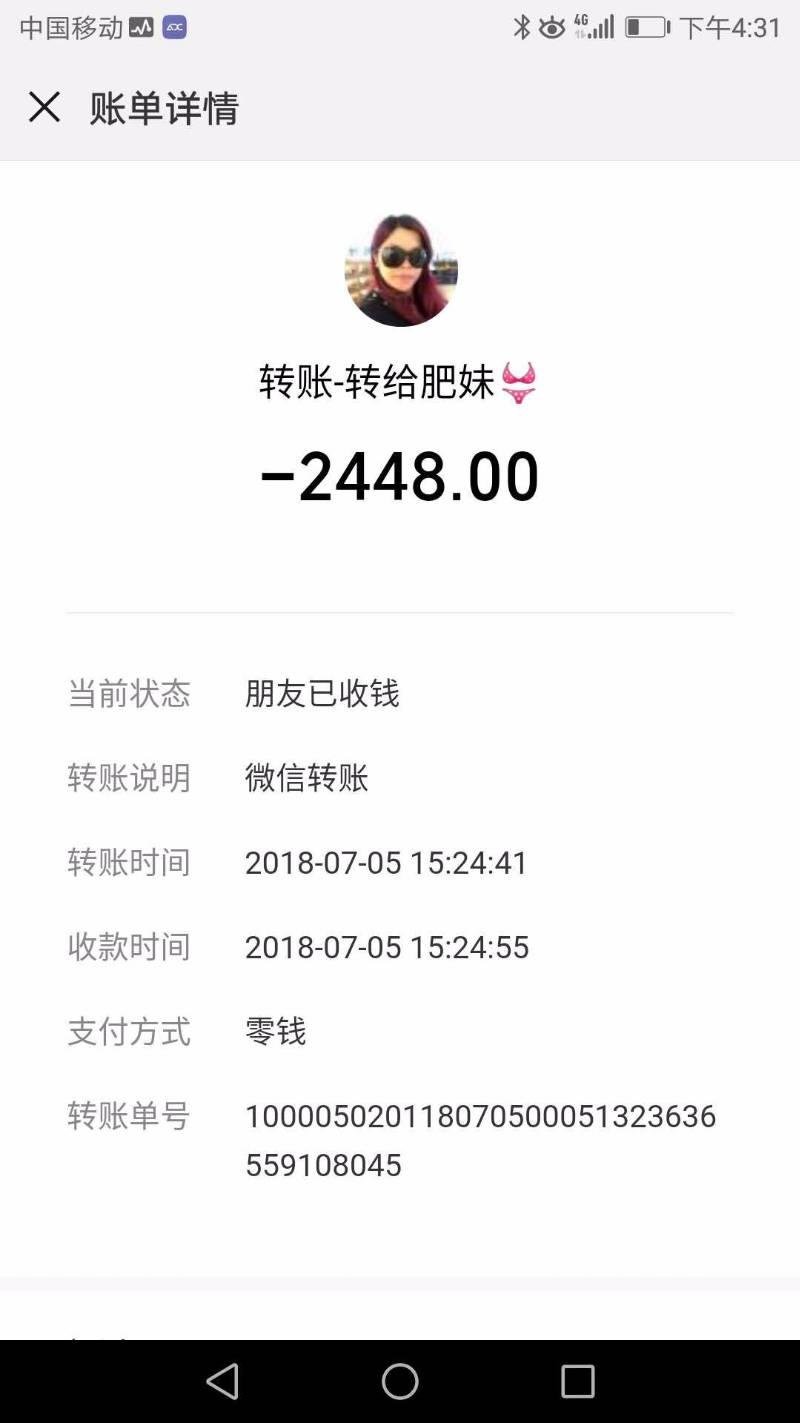 中国移动 4G 下午4:31
账单详情
转账-转给肥妹👙
-2448.00
当前状态 朋友已收钱
转账说明 微信转账
转账时间 2018-07-05 15:24:41
收款时间 2018-07-05 15:24:55
支付方式 零钱
转账单号 100005020118070500051323636
559108045